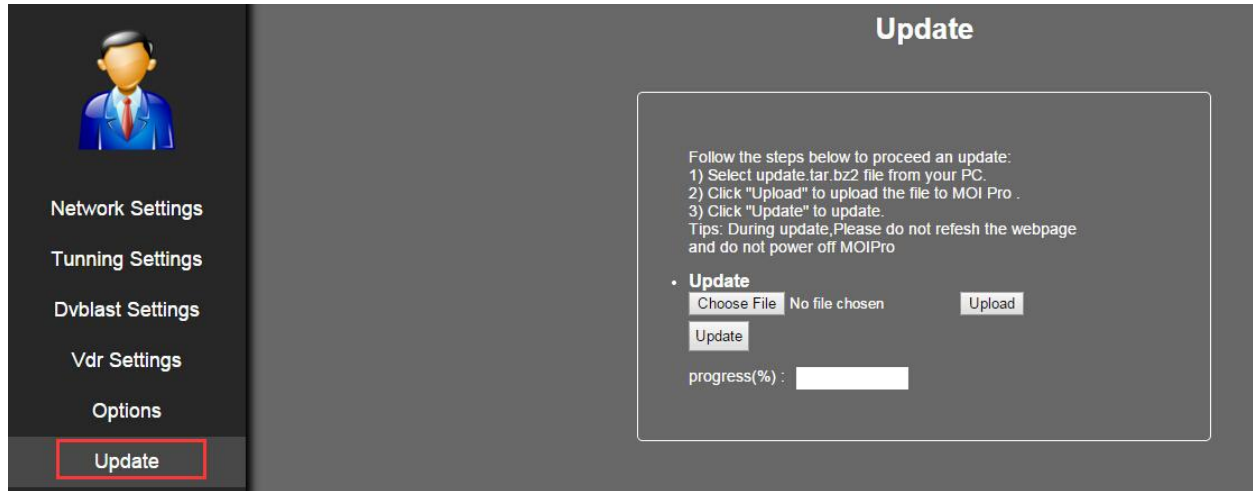 Network Settings
Tunning Settings
Dvblast Settings
Vdr Settings
Options
Update
Update
Follow the steps below to proceed an update:
1) Select update.tar.bz2 file from your PC.
2) Click "Upload" to upload the file to MOI Pro .
3) Click "Update" to update.
Tips: During update,Please do not refesh the webpage
and do not power off MOIPro
• Update
Choose File No file chosen Upload
Update
progress(%) :